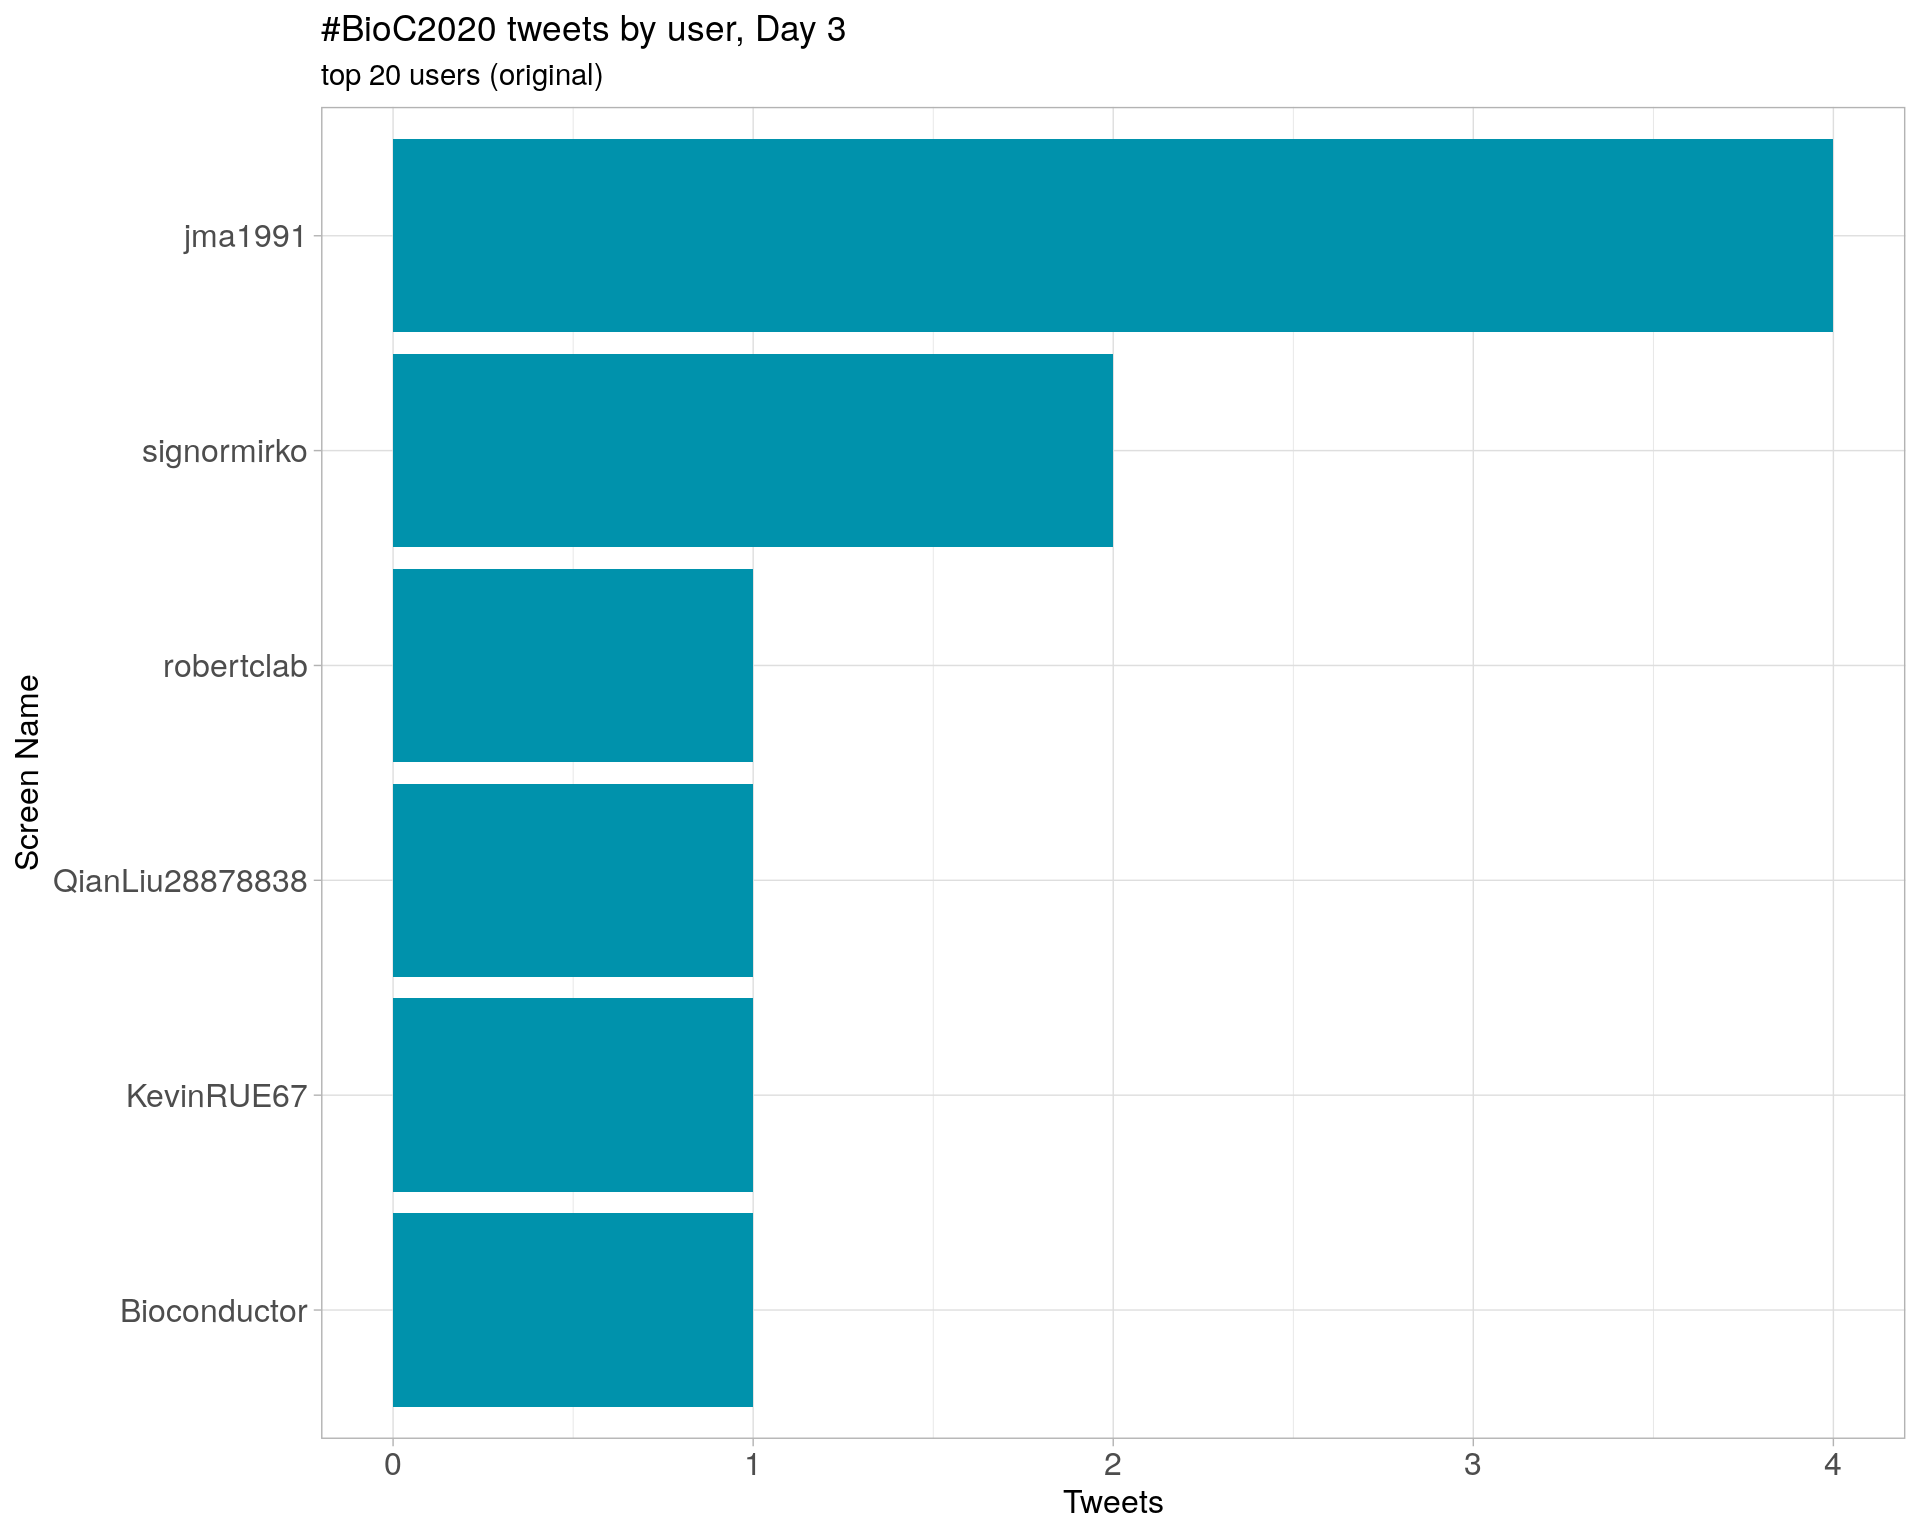 #BioC2020 tweets by user, Day 3
top 20 users (original)
jma1991
signormirko
robertclab
QianLiu28878838
KevinRUE67
Bioconductor
Screen Name
0 1 2 3 4
Tweets